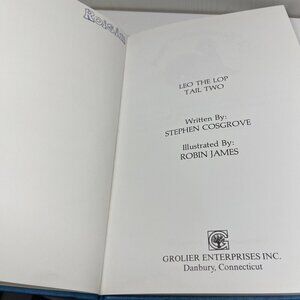 LEO THE LOP
TAIL TWO
Written By:
STEPHEN COSGROVE
Illustrated By:
ROBIN JAMES
GROLIER ENTERPRISES INC.
Danbury, Connecticut